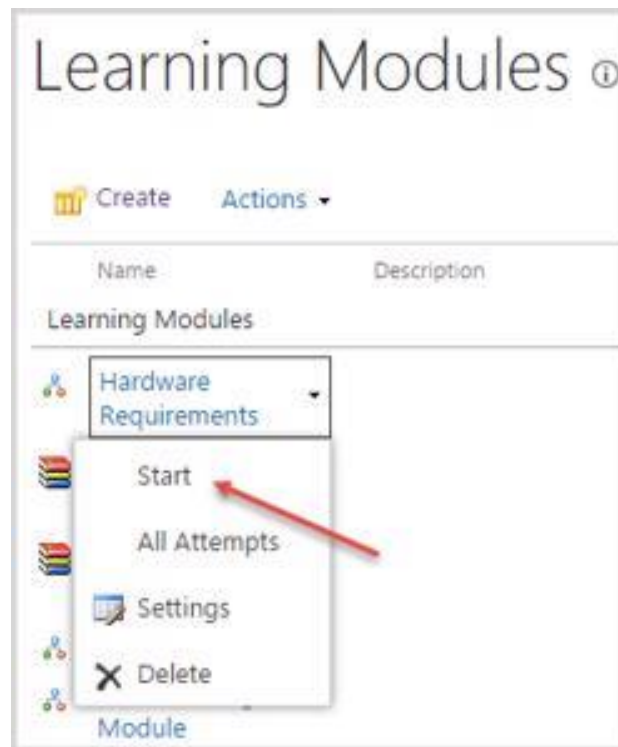 Learning Modules
Create Actions
Name Description
Learning Modules
Hardware
Requirements
Start
All Attempts
Settings
Delete
Module